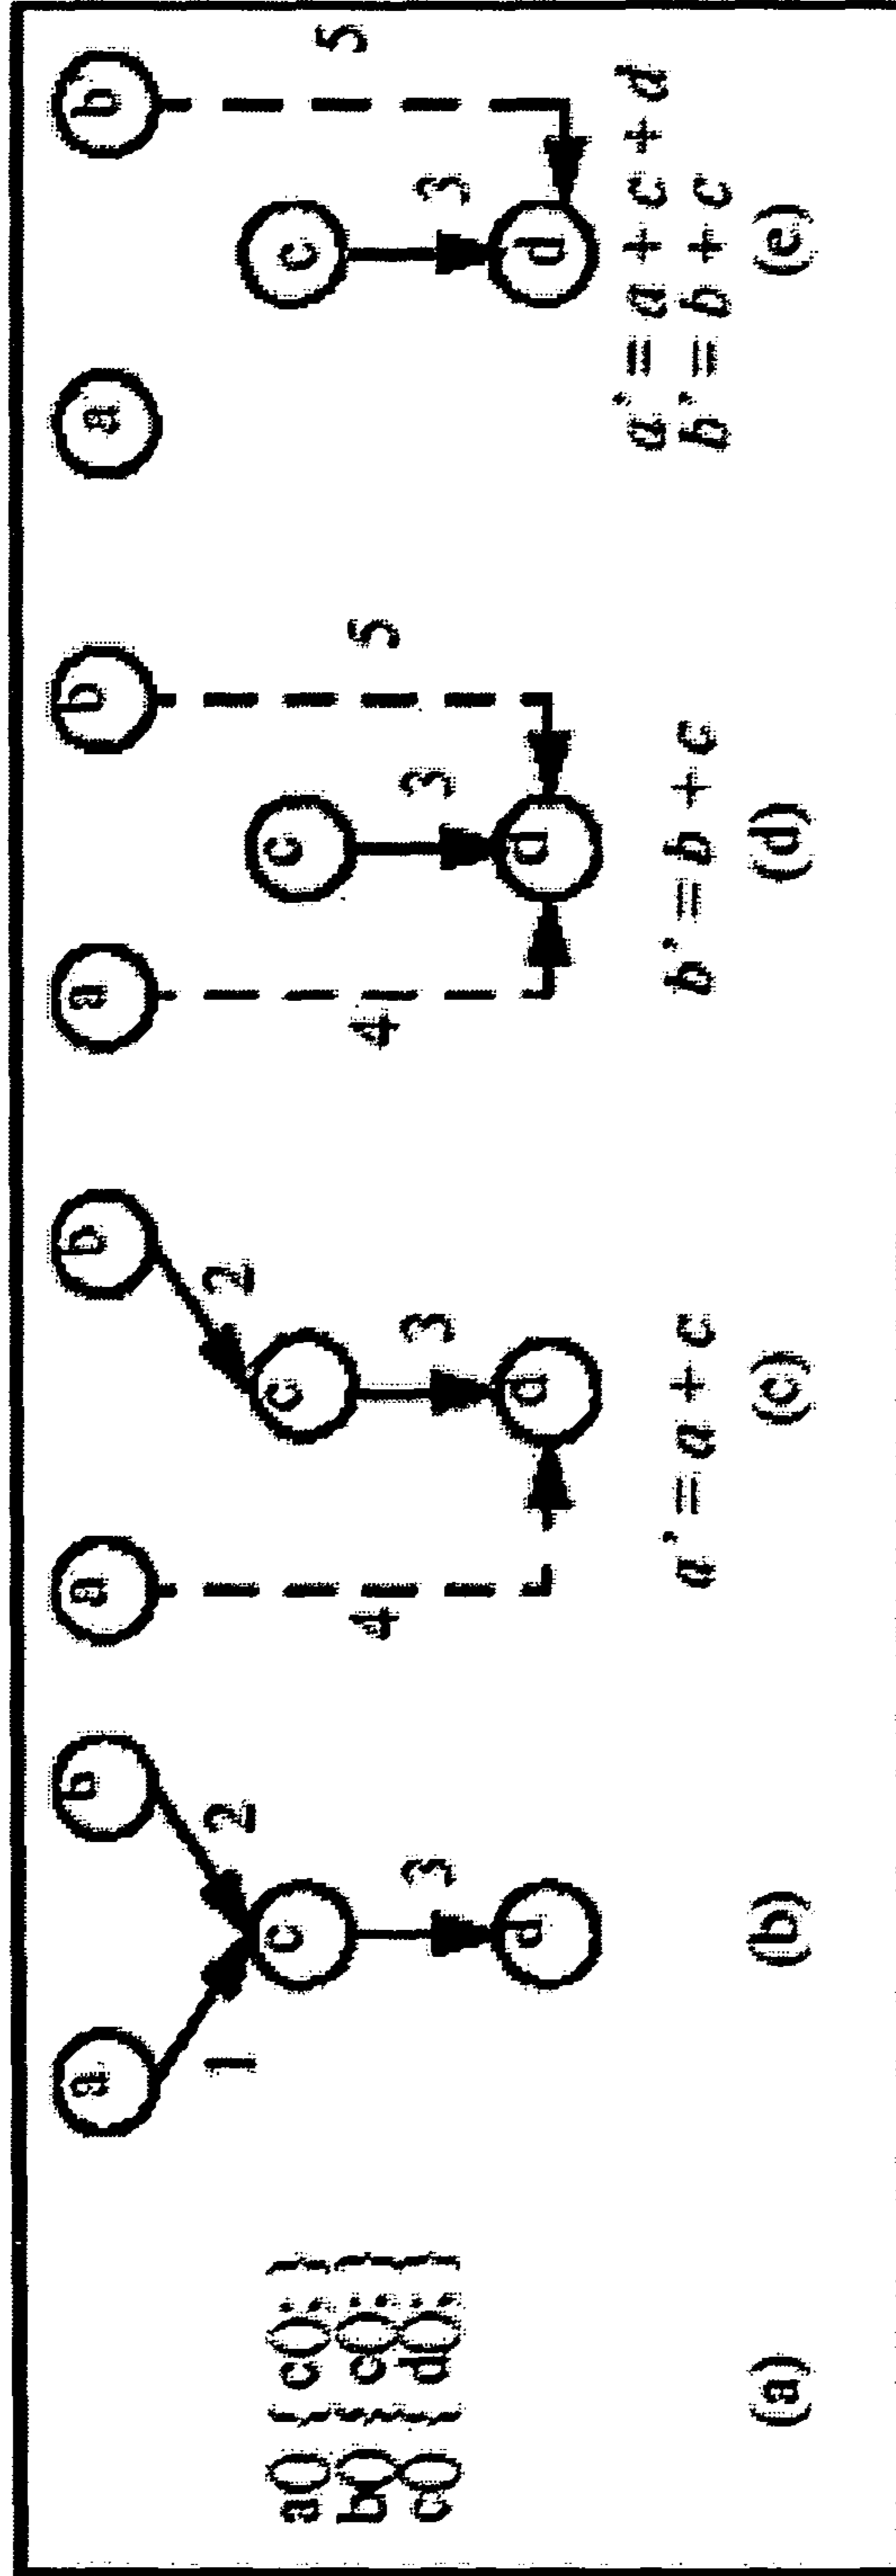 a() { c(); }
b() { c(); }
c() { d(); }
(a)
a
b
1
2
c
3
d
(b)
a
b
2
c
4
3
d
a' = a + c
(c)
a
b
c
4
3
5
d
b' = b + c
(d)
a
b
c
3
5
d
a' = a + c + d
b' = b + c
(e)